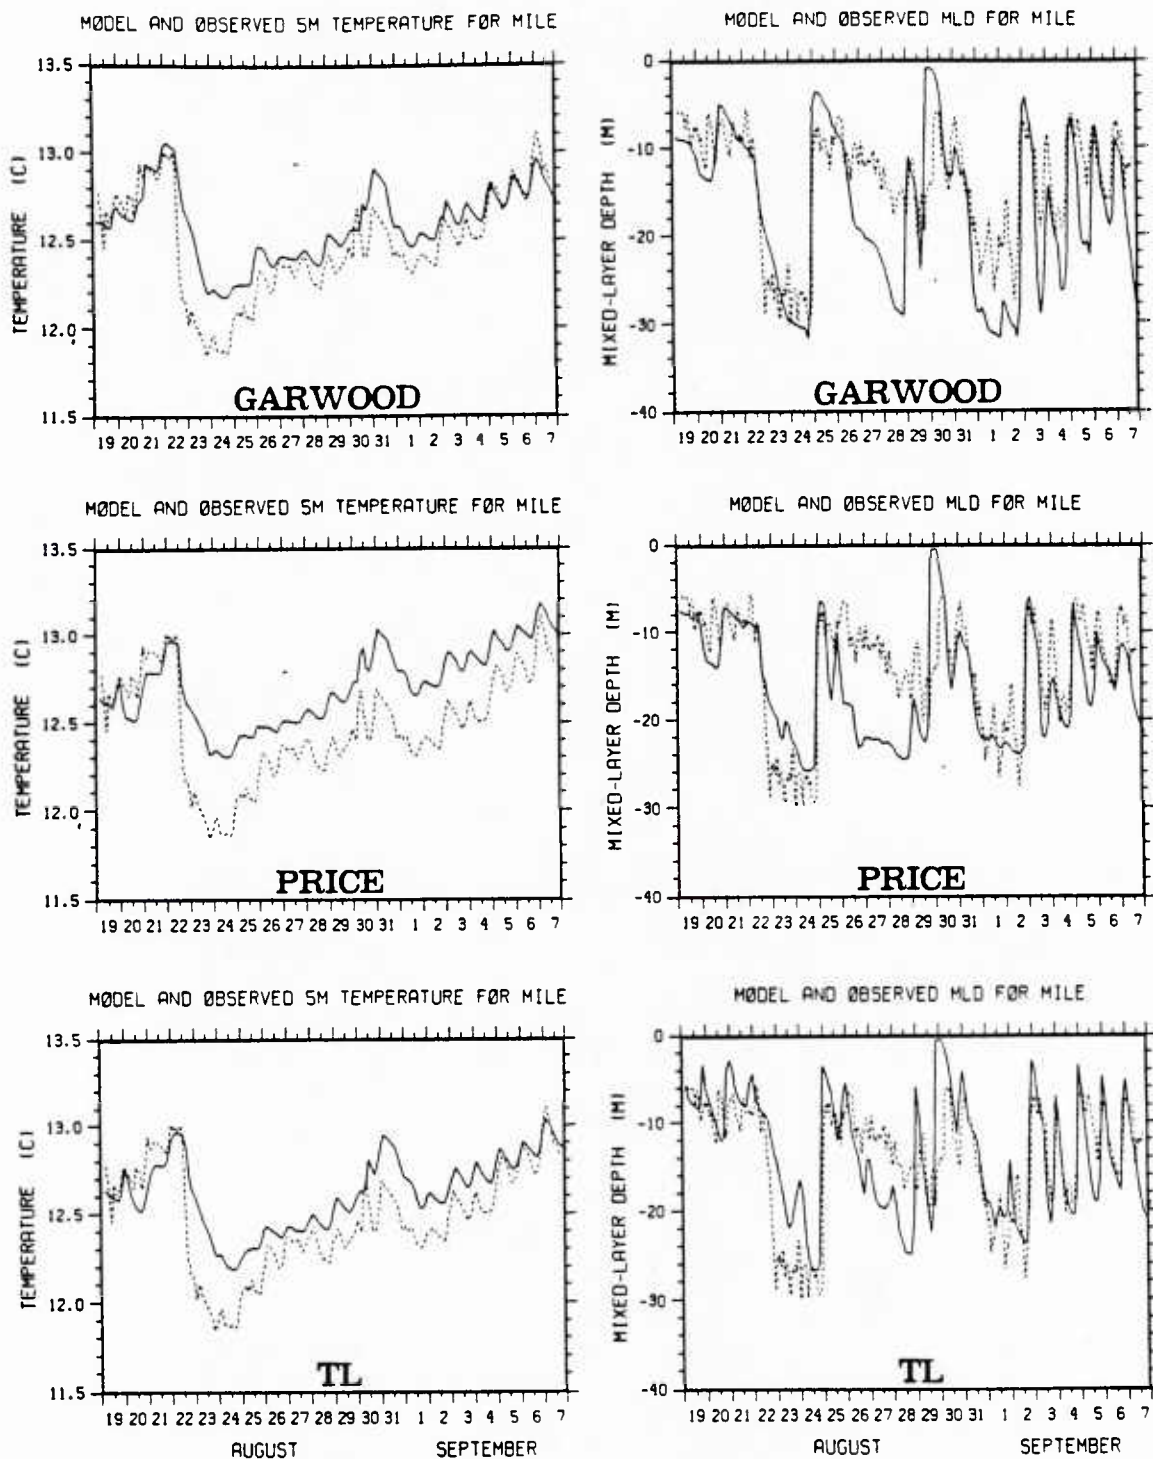 MØDEL AND ØBSERVED 5M TEMPERATURE FØR MILE
13.5
13.0
12.5
12.0
11.5
TEMPERATURE (C)
GARWOOD
19 20 21 22 23 24 25 26 27 28 29 30 31 1 2 3 4 5 6 7
MØDEL AND ØBSERVED MLD FØR MILE
0
-10
-20
-30
-40
MIXED-LAYER DEPTH (M)
GARWOOD
19 20 21 22 23 24 25 26 27 28 29 30 31 1 2 3 4 5 6 7
MØDEL AND ØBSERVED 5M TEMPERATURE FØR MILE
13.5
13.0
12.5
12.0
11.5
TEMPERATURE (C)
PRICE
19 20 21 22 23 24 25 26 27 28 29 30 31 1 2 3 4 5 6 7
MØDEL AND ØBSERVED MLD FØR MILE
0
-10
-20
-30
-40
MIXED-LAYER DEPTH (M)
PRICE
19 20 21 22 23 24 25 26 27 28 29 30 31 1 2 3 4 5 6 7
MØDEL AND ØBSERVED 5M TEMPERATURE FØR MILE
13.5
13.0
12.5
12.0
11.5
TEMPERATURE (C)
TL
19 20 21 22 23 24 25 26 27 28 29 30 31 1 2 3 4 5 6 7
AUGUST SEPTEMBER
MØDEL AND ØBSERVED MLD FØR MILE
0
-10
-20
-30
-40
MIXED-LAYER DEPTH (M)
TL
19 20 21 22 23 24 25 26 27 28 29 30 31 1 2 3 4 5 6 7
AUGUST SEPTEMBER